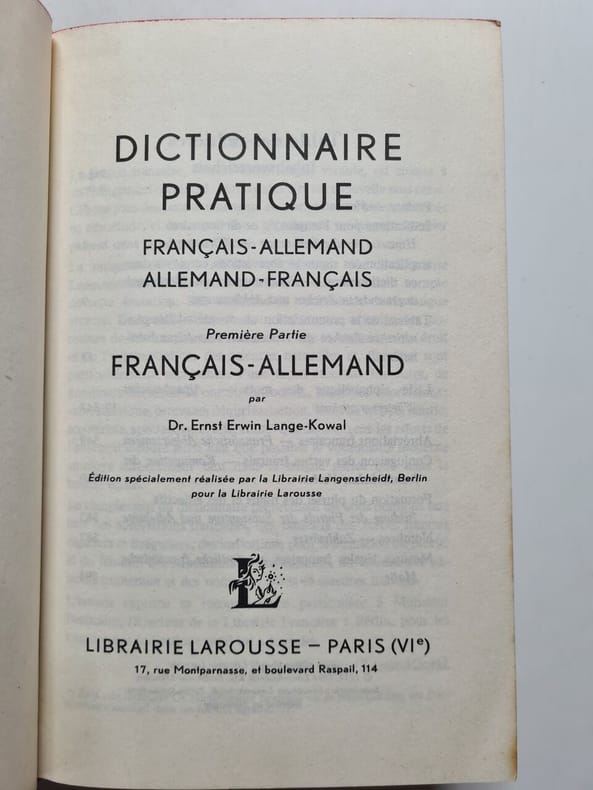 DICTIONNAIRE
PRATIQUE
FRANÇAIS-ALLEMAND
ALLEMAND-FRANÇAIS
Première Partie
FRANÇAIS-ALLEMAND
par
Dr. Ernst Erwin Lange-Kowal
Édition spécialement réalisée par la Librairie Langenscheidt, Berlin
pour la Librairie Larousse
L
LIBRAIRIE LAROUSSE — PARIS (VIe)
17, rue Montparnasse, et boulevard Raspail, 114